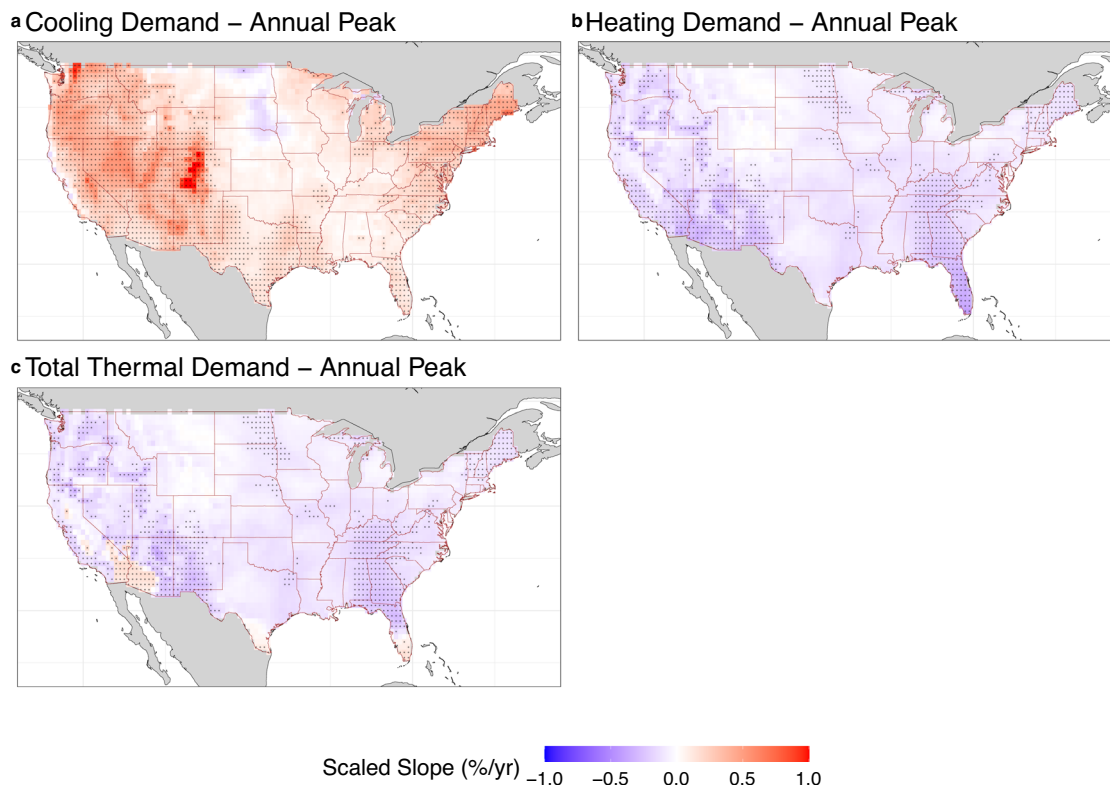 a Cooling Demand – Annual Peak
b Heating Demand – Annual Peak
c Total Thermal Demand – Annual Peak
Scaled Slope (%/yr)
−1.0 −0.5 0.0 0.5 1.0